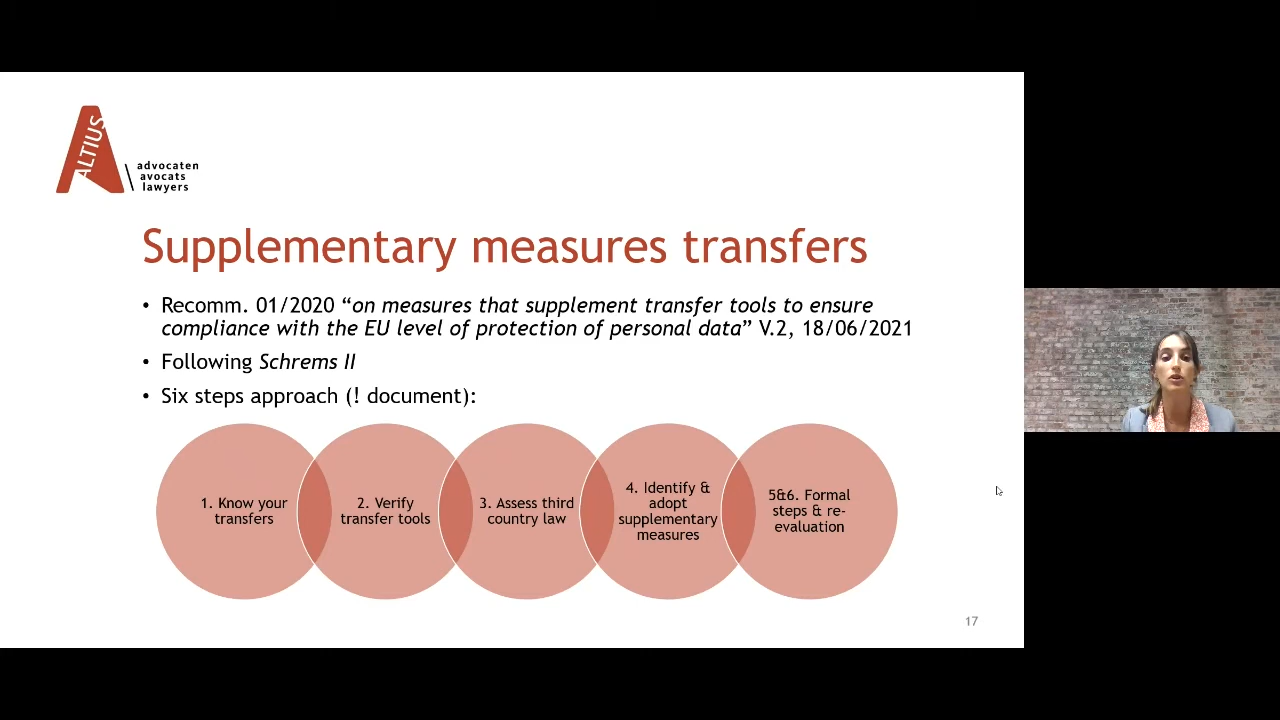 ALTIUS
advocaten
avocats
lawyers
Supplementary measures transfers
• Recomm. 01/2020 “on measures that supplement transfer tools to ensure
compliance with the EU level of protection of personal data” V.2, 18/06/2021
• Following Schrems II
• Six steps approach (! document):
1. Know your
transfers
2. Verify
transfer tools
3. Assess third
country law
4. Identify &
adopt
supplementary
measures
5&6. Formal
steps & re-
evaluation
17